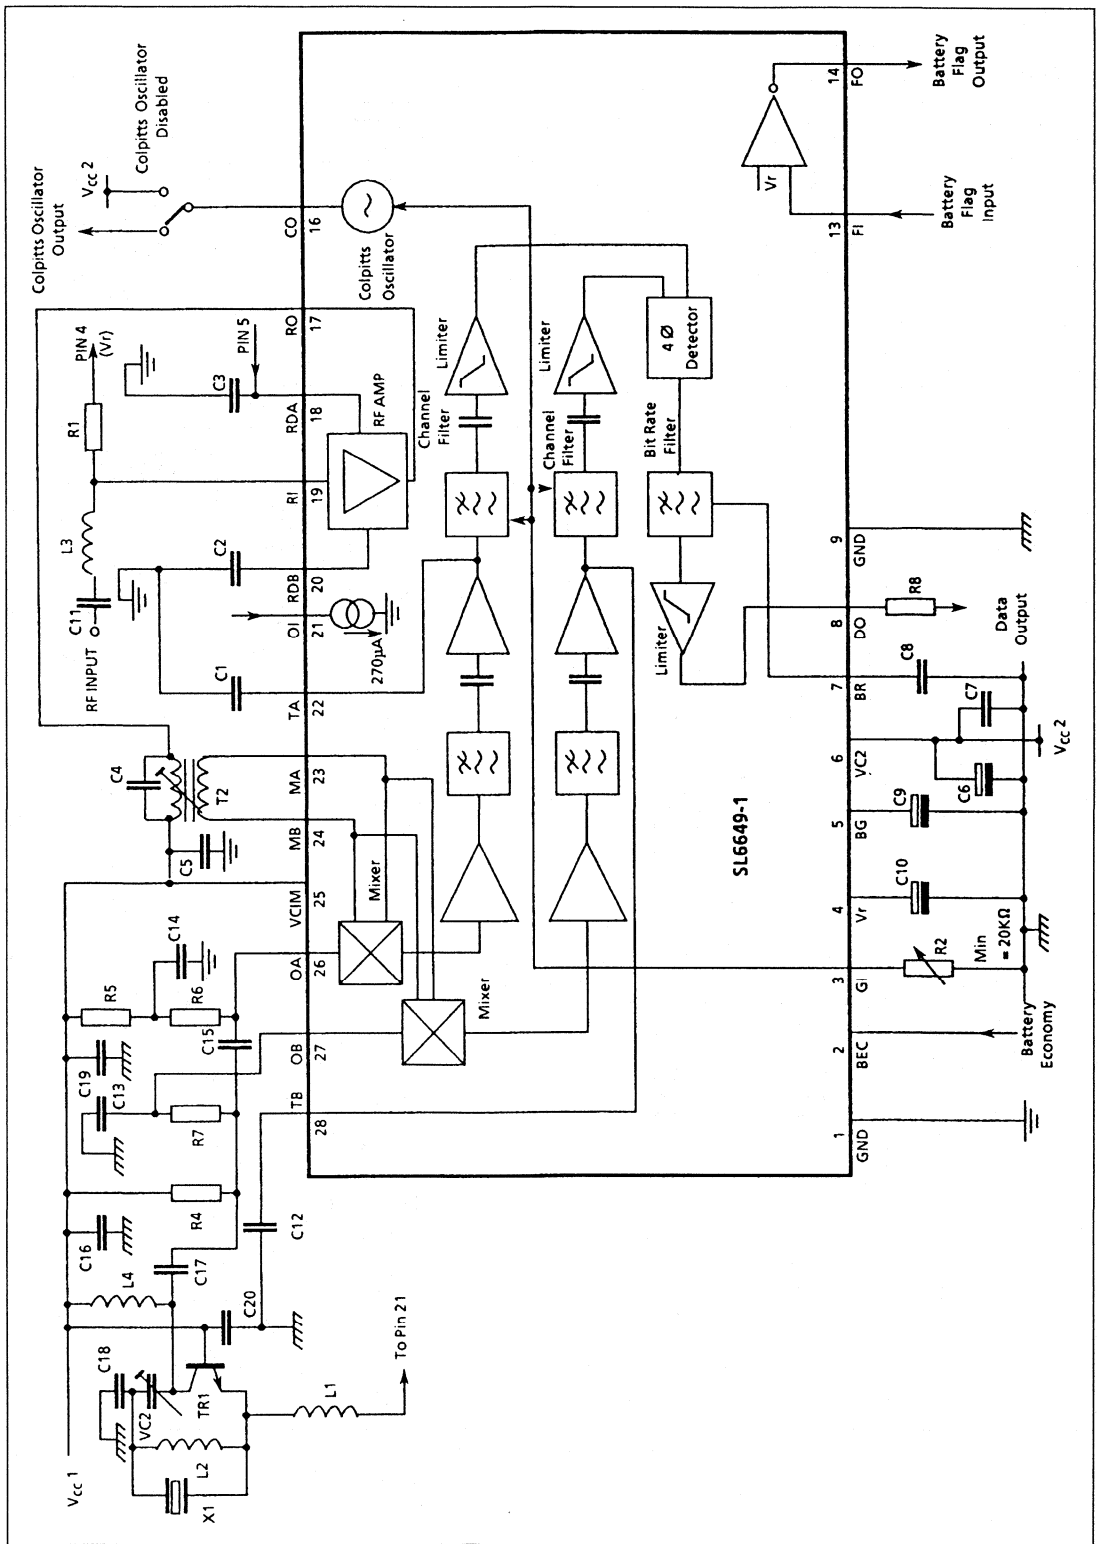 Vcc 1
X1
L2
VC2
C18
TR1
L1
To Pin 21
C20
L4
C17
C16
R4
C12
R7
C13
C19
C15
R5
R6
C14
C5
C4
T2
RF INPUT
C11
L3
R1
PIN 4
(Vr)
C1
C2
C3
PIN 5
Colpitts Oscillator
Output
Vcc 2
Colpitts Oscillator
Disabled
TB
28
OB
27
OA
26
VCIM
25
MB
24
MA
23
TA
22
OI
21
RDB
20
RI
19
RDA
18
RO
17
CO
16
Mixer
Mixer
270µA
RF AMP
Colpitts
Oscillator
Channel
Filter
Limiter
Channel
Filter
Limiter
Bit Rate
Filter
4 Ø
Detector
Limiter
Vr
SL6649-1
1
GND
2
BEC
3
GI
4
Vr
5
BG
6
VC2
7
BR
8
DO
9
GND
13
FI
14
FO
Battery
Economy
R2
Min
= 20KΩ
C10
C9
C6
C7
C8
R8
Vcc 2
Data
Output
Battery
Flag
Input
Battery
Flag
Output